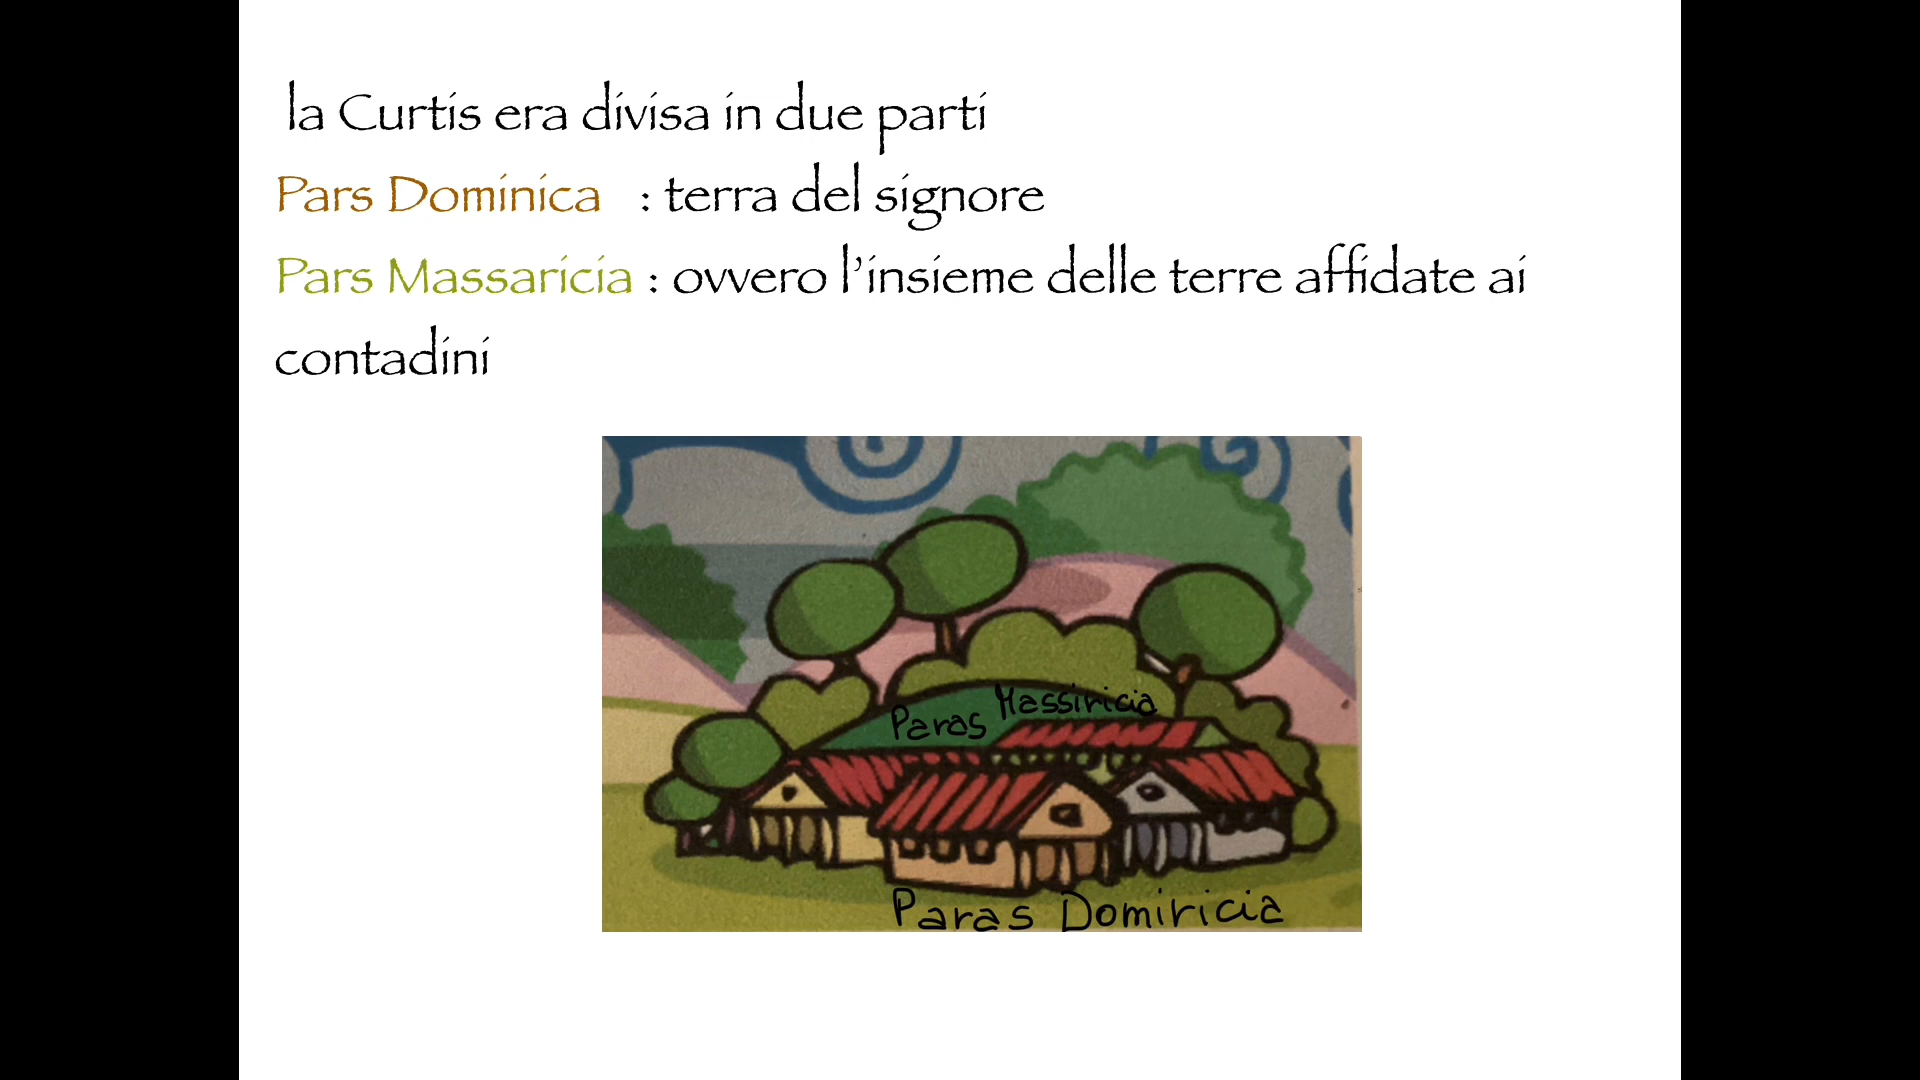 la Curtis era divisa in due parti
Pars Dominica : terra del signore
Pars Massaricia : ovvero l'insieme delle terre affidate ai
contadini
Paras Massiricia
Paras Domiricia